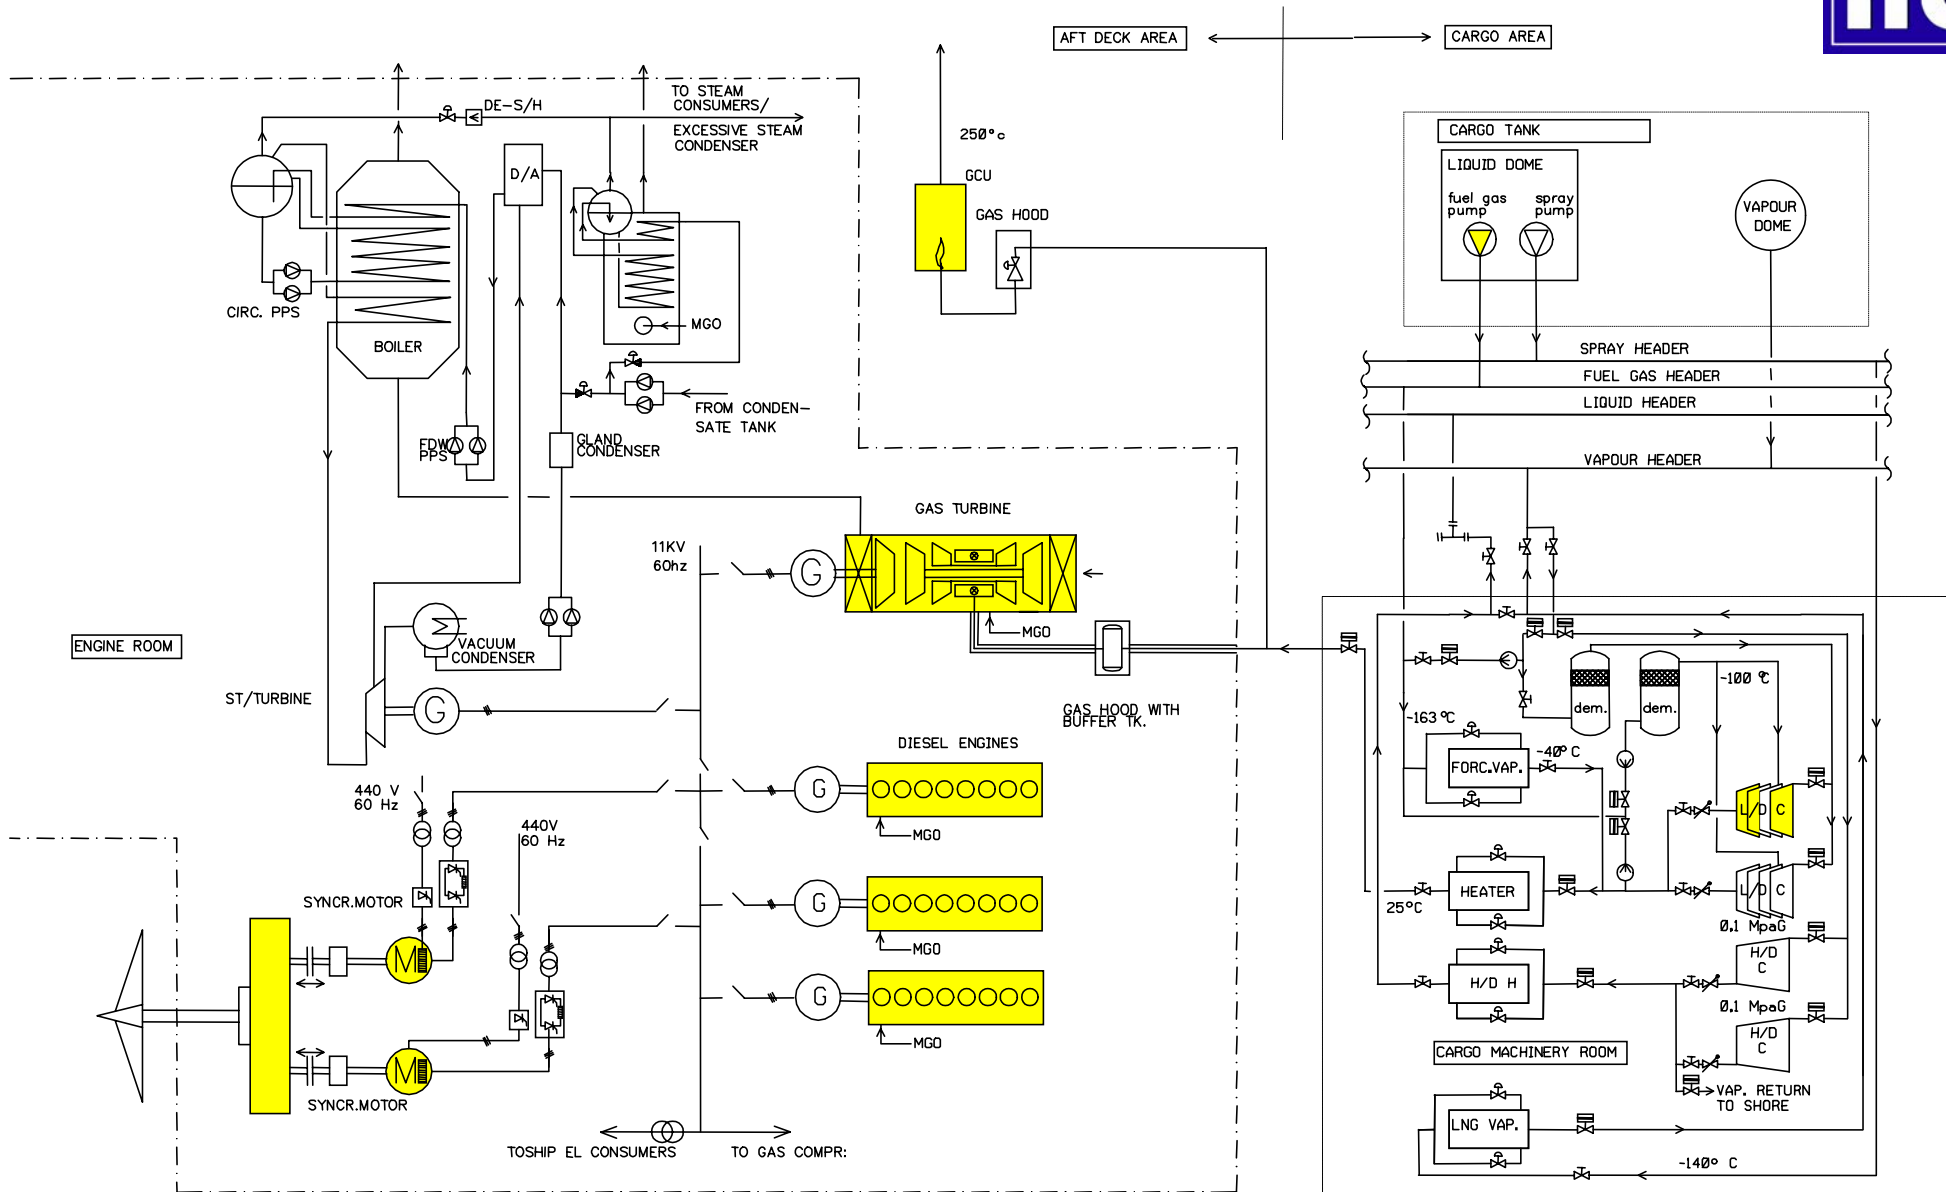 AFT DECK AREA
CARGO AREA
DE-S/H
TO STEAM
CONSUMERS/
EXCESSIVE STEAM
CONDENSER
250°c
GCU
GAS HOOD
D/A
CIRC. PPS
BOILER
MGO
FROM CONDEN-
SATE TANK
FDW
PPS
GLAND
CONDENSER
CARGO TANK
LIQUID DOME
fuel gas
pump
spray
pump
VAPOUR
DOME
SPRAY HEADER
FUEL GAS HEADER
LIQUID HEADER
VAPOUR HEADER
GAS TURBINE
11KV
60hz
G
MGO
ENGINE ROOM
VACUUM
CONDENSER
ST/TURBINE
G
GAS HOOD WITH
BUFFER TK.
DIESEL ENGINES
440 V
60 Hz
G
MGO
440V
60 Hz
SYNCR.MOTOR
G
MGO
M
G
MGO
M
SYNCR.MOTOR
TOSHIP EL CONSUMERS
TO GAS COMPR:
dem.
dem.
-100 °C
-163 °C
-40° C
FORC.VAP.
L/D C
L/D C
HEATER
25°C
0.1 MpaG
H/D
C
H/D H
0.1 MpaG
H/D
C
CARGO MACHINERY ROOM
VAP. RETURN
TO SHORE
LNG VAP.
-140° C